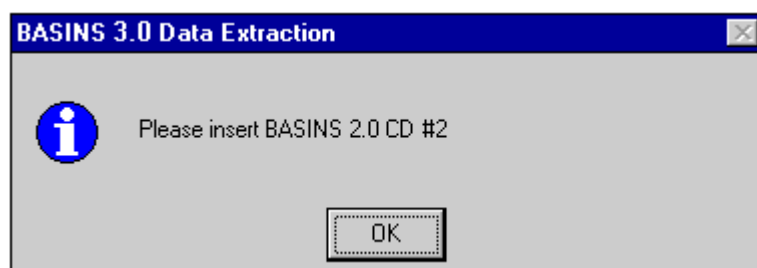 BASINS 3.0 Data Extraction
Please insert BASINS 2.0 CD #2
OK